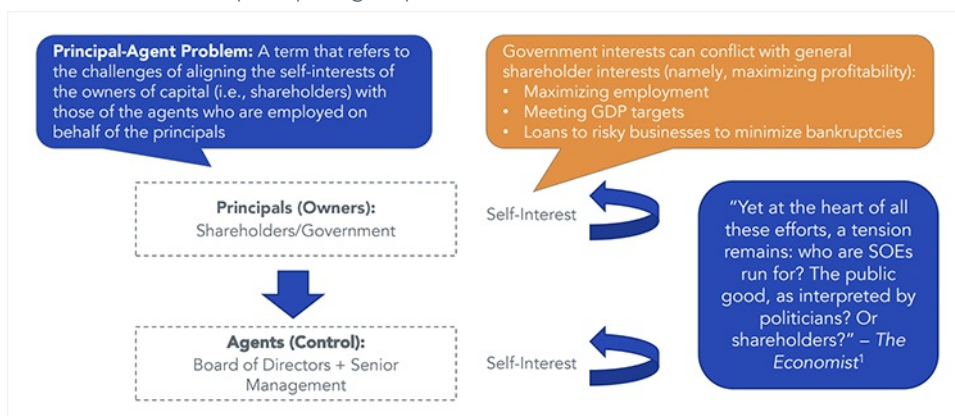 Principal-Agent Problem: A term that refers to
the challenges of aligning the self-interests of
the owners of capital (i.e., shareholders) with
those of the agents who are employed on
behalf of the principals
Government interests can conflict with general
shareholder interests (namely, maximizing profitability):
• Maximizing employment
• Meeting GDP targets
• Loans to risky businesses to minimize bankruptcies
Principals (Owners):
Shareholders/Government
Self-Interest
Agents (Control):
Board of Directors + Senior
Management
Self-Interest
"Yet at the heart of all
these efforts, a tension
remains: who are SOEs
run for? The public
good, as interpreted by
politicians? Or
shareholders?" – The
Economist¹